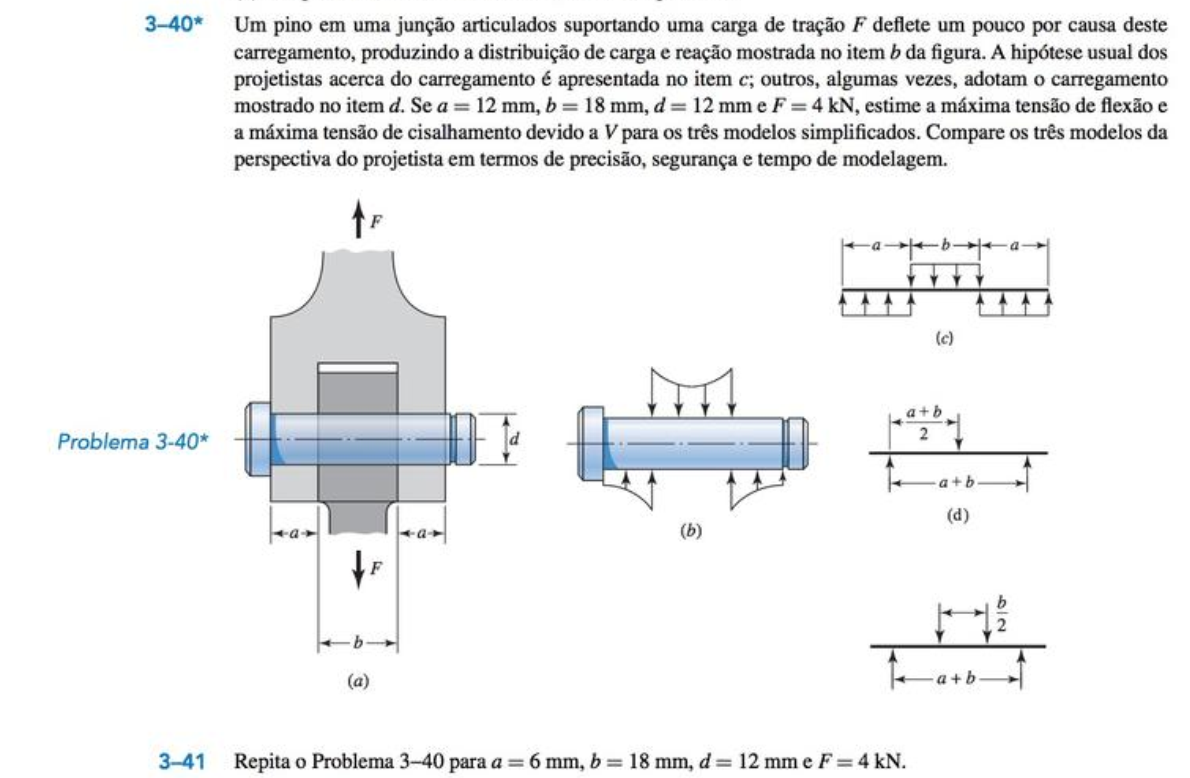 3–40* Um pino em uma junção articulados suportando uma carga de tração F deflete um pouco por causa deste
carregamento, produzindo a distribuição de carga e reação mostrada no item b da figura. A hipótese usual dos
projetistas acerca do carregamento é apresentada no item c; outros, algumas vezes, adotam o carregamento
mostrado no item d. Se a = 12 mm, b = 18 mm, d = 12 mm e F = 4 kN, estime a máxima tensão de flexão e
a máxima tensão de cisalhamento devido a V para os três modelos simplificados. Compare os três modelos da
perspectiva do projetista em termos de precisão, segurança e tempo de modelagem.
F
a b a
(c)
Problema 3-40*
d
a + b
2
a + b
(d)
a a
(b)
F
b
2
b
a + b
(a)
3–41 Repita o Problema 3–40 para a = 6 mm, b = 18 mm, d = 12 mm e F = 4 kN.